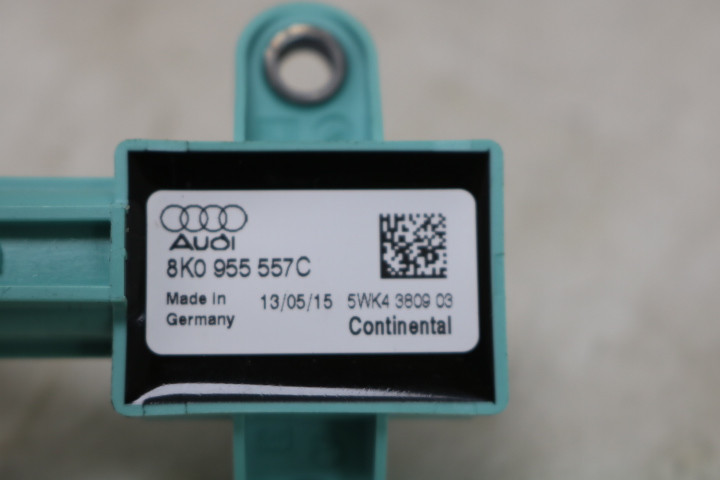 Audi
8K0 955 557C
Made In 13/05/15 5WK4 3809 03
Germany Continental